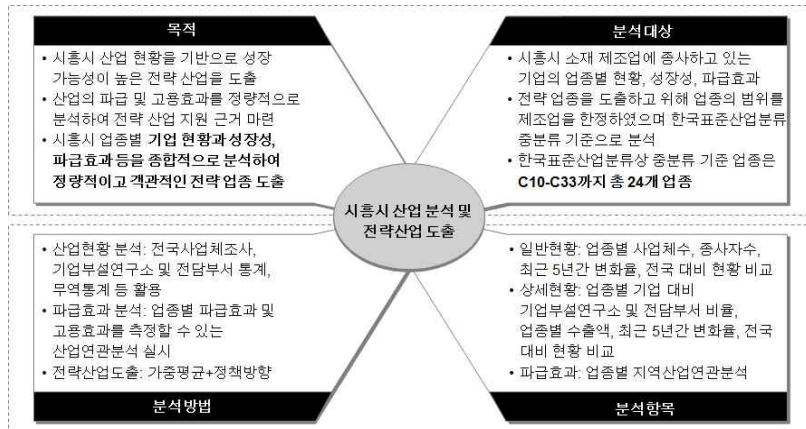 목적
• 시흥시 산업 현황을 기반으로 성장
가능성이 높은 전략 산업을 도출
• 산업의 파급 및 고용효과를 정량적으로
분석하여 전략 산업 지원 근거 마련
• 시흥시 업종별 기업 현황과 성장성,
파급효과 등을 종합적으로 분석하여
정량적이고 객관적인 전략 업종 도출
분석대상
• 시흥시 소재 제조업에 종사하고 있는
기업의 업종별 현황, 성장성, 파급효과
• 전략 업종을 도출하고 위해 업종의 범위를
제조업을 한정하였으며 한국표준산업분류
중분류 기준으로 분석
• 한국표준산업분류상 중분류 기준 업종은
C10-C33까지 총 24개 업종
시흥시 산업 분석 및
전략산업 도출
• 산업현황 분석: 전국사업체조사,
기업부설연구소 및 전담부서 통계,
무역통계 등 활용
• 파급효과 분석: 업종별 파급효과 및
고용효과를 측정할 수 있는
산업연관분석 실시
• 전략산업도출: 가중평균+정책방향
분석방법
• 일반현황: 업종별 사업체수, 종사자수,
최근 5년간 변화율, 전국 대비 현황 비교
• 상세현황: 업종별 기업 대비
기업부설연구소 및 전담부서 비율,
업종별 수출액, 최근 5년간 변화율, 전국
대비 현황 비교
• 파급효과: 업종별 지역산업연관분석
분석항목